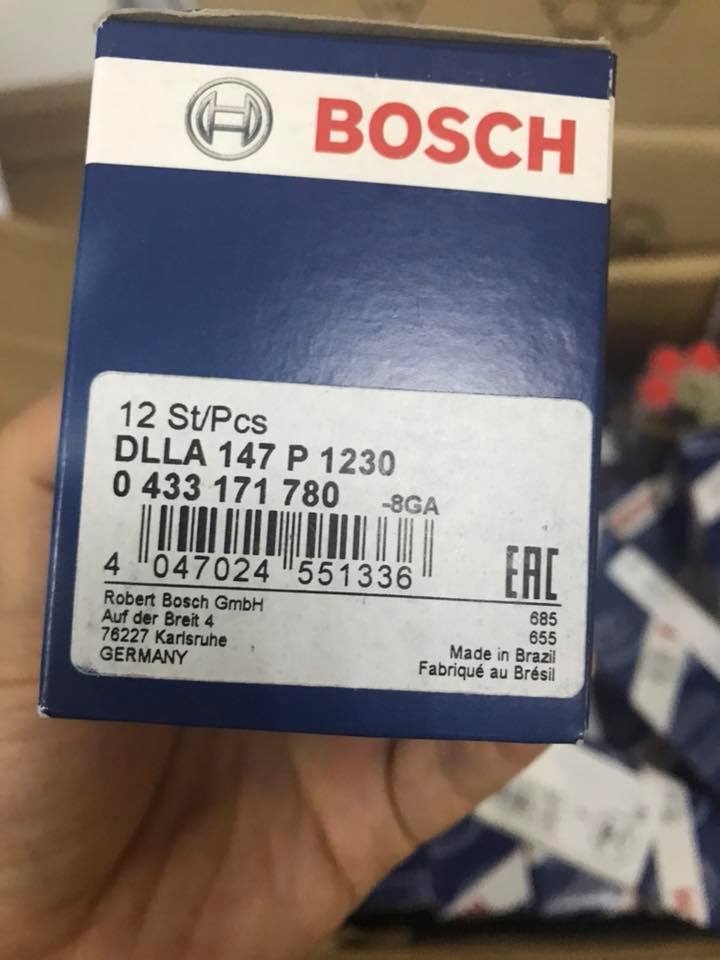 BOSCH
12 St/Pcs
DLLA 147 P 1230
0 433 171 780 -8GA
4 047024 551336
EAC
Robert Bosch GmbH
Auf der Breit 4
76227 Karlsruhe
GERMANY
685
655
Made in Brazil
Fabriqué au Brésil